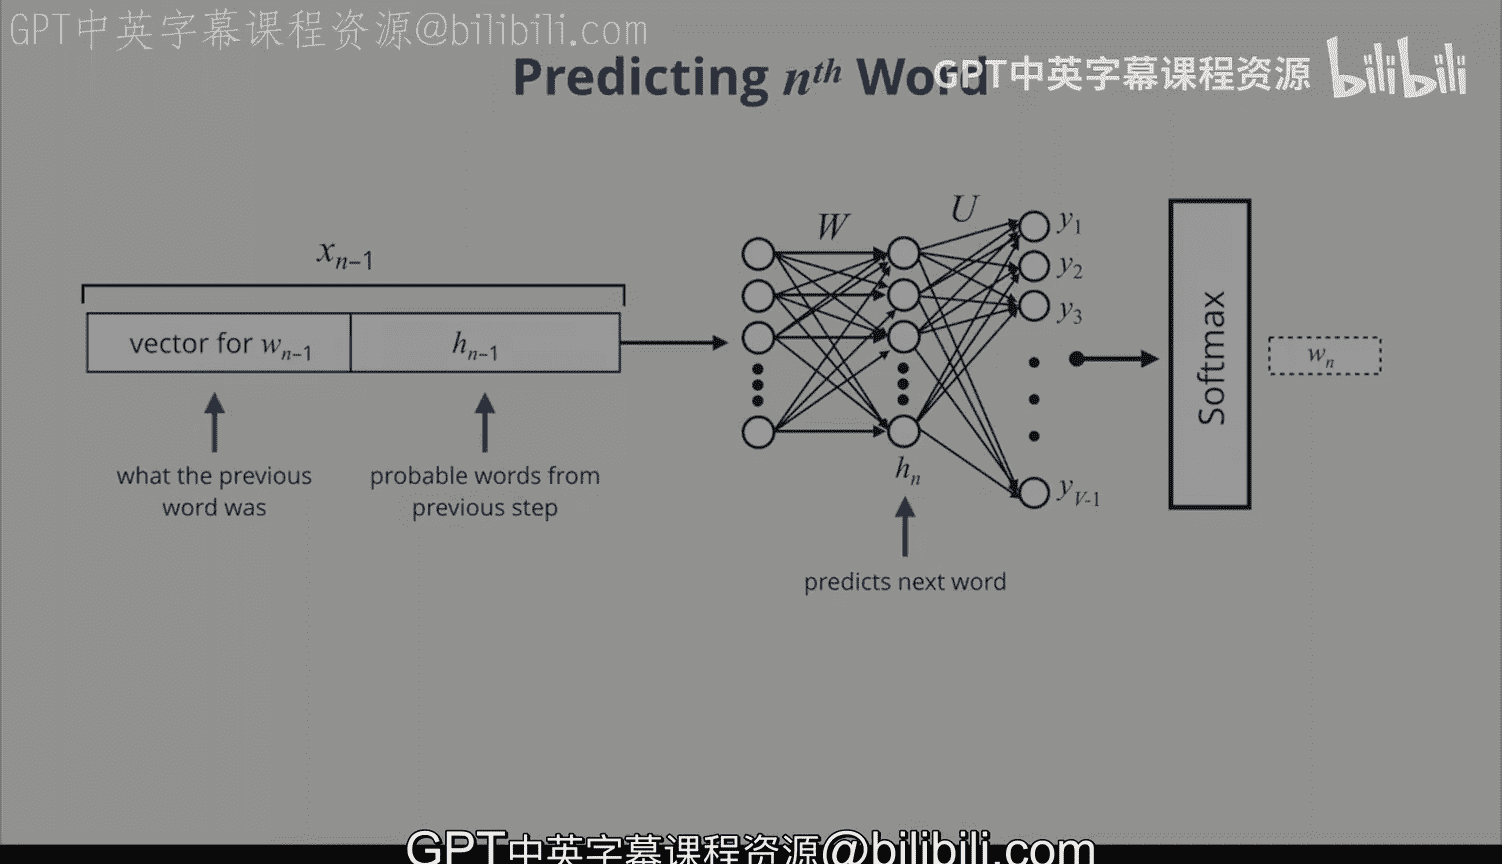 GPT中英字幕课程资源@bilibili.com
Predicting nth Word
GPT中英字幕课程资源 bilibili
W
U
y1
xn−1
y2
y3
vector for wn−1
hn−1
Softmax
wn
what the previous
word was
probable words from
previous step
hn
yV-1
predicts next word
GPT中英字幕课程资源@bilibili.com